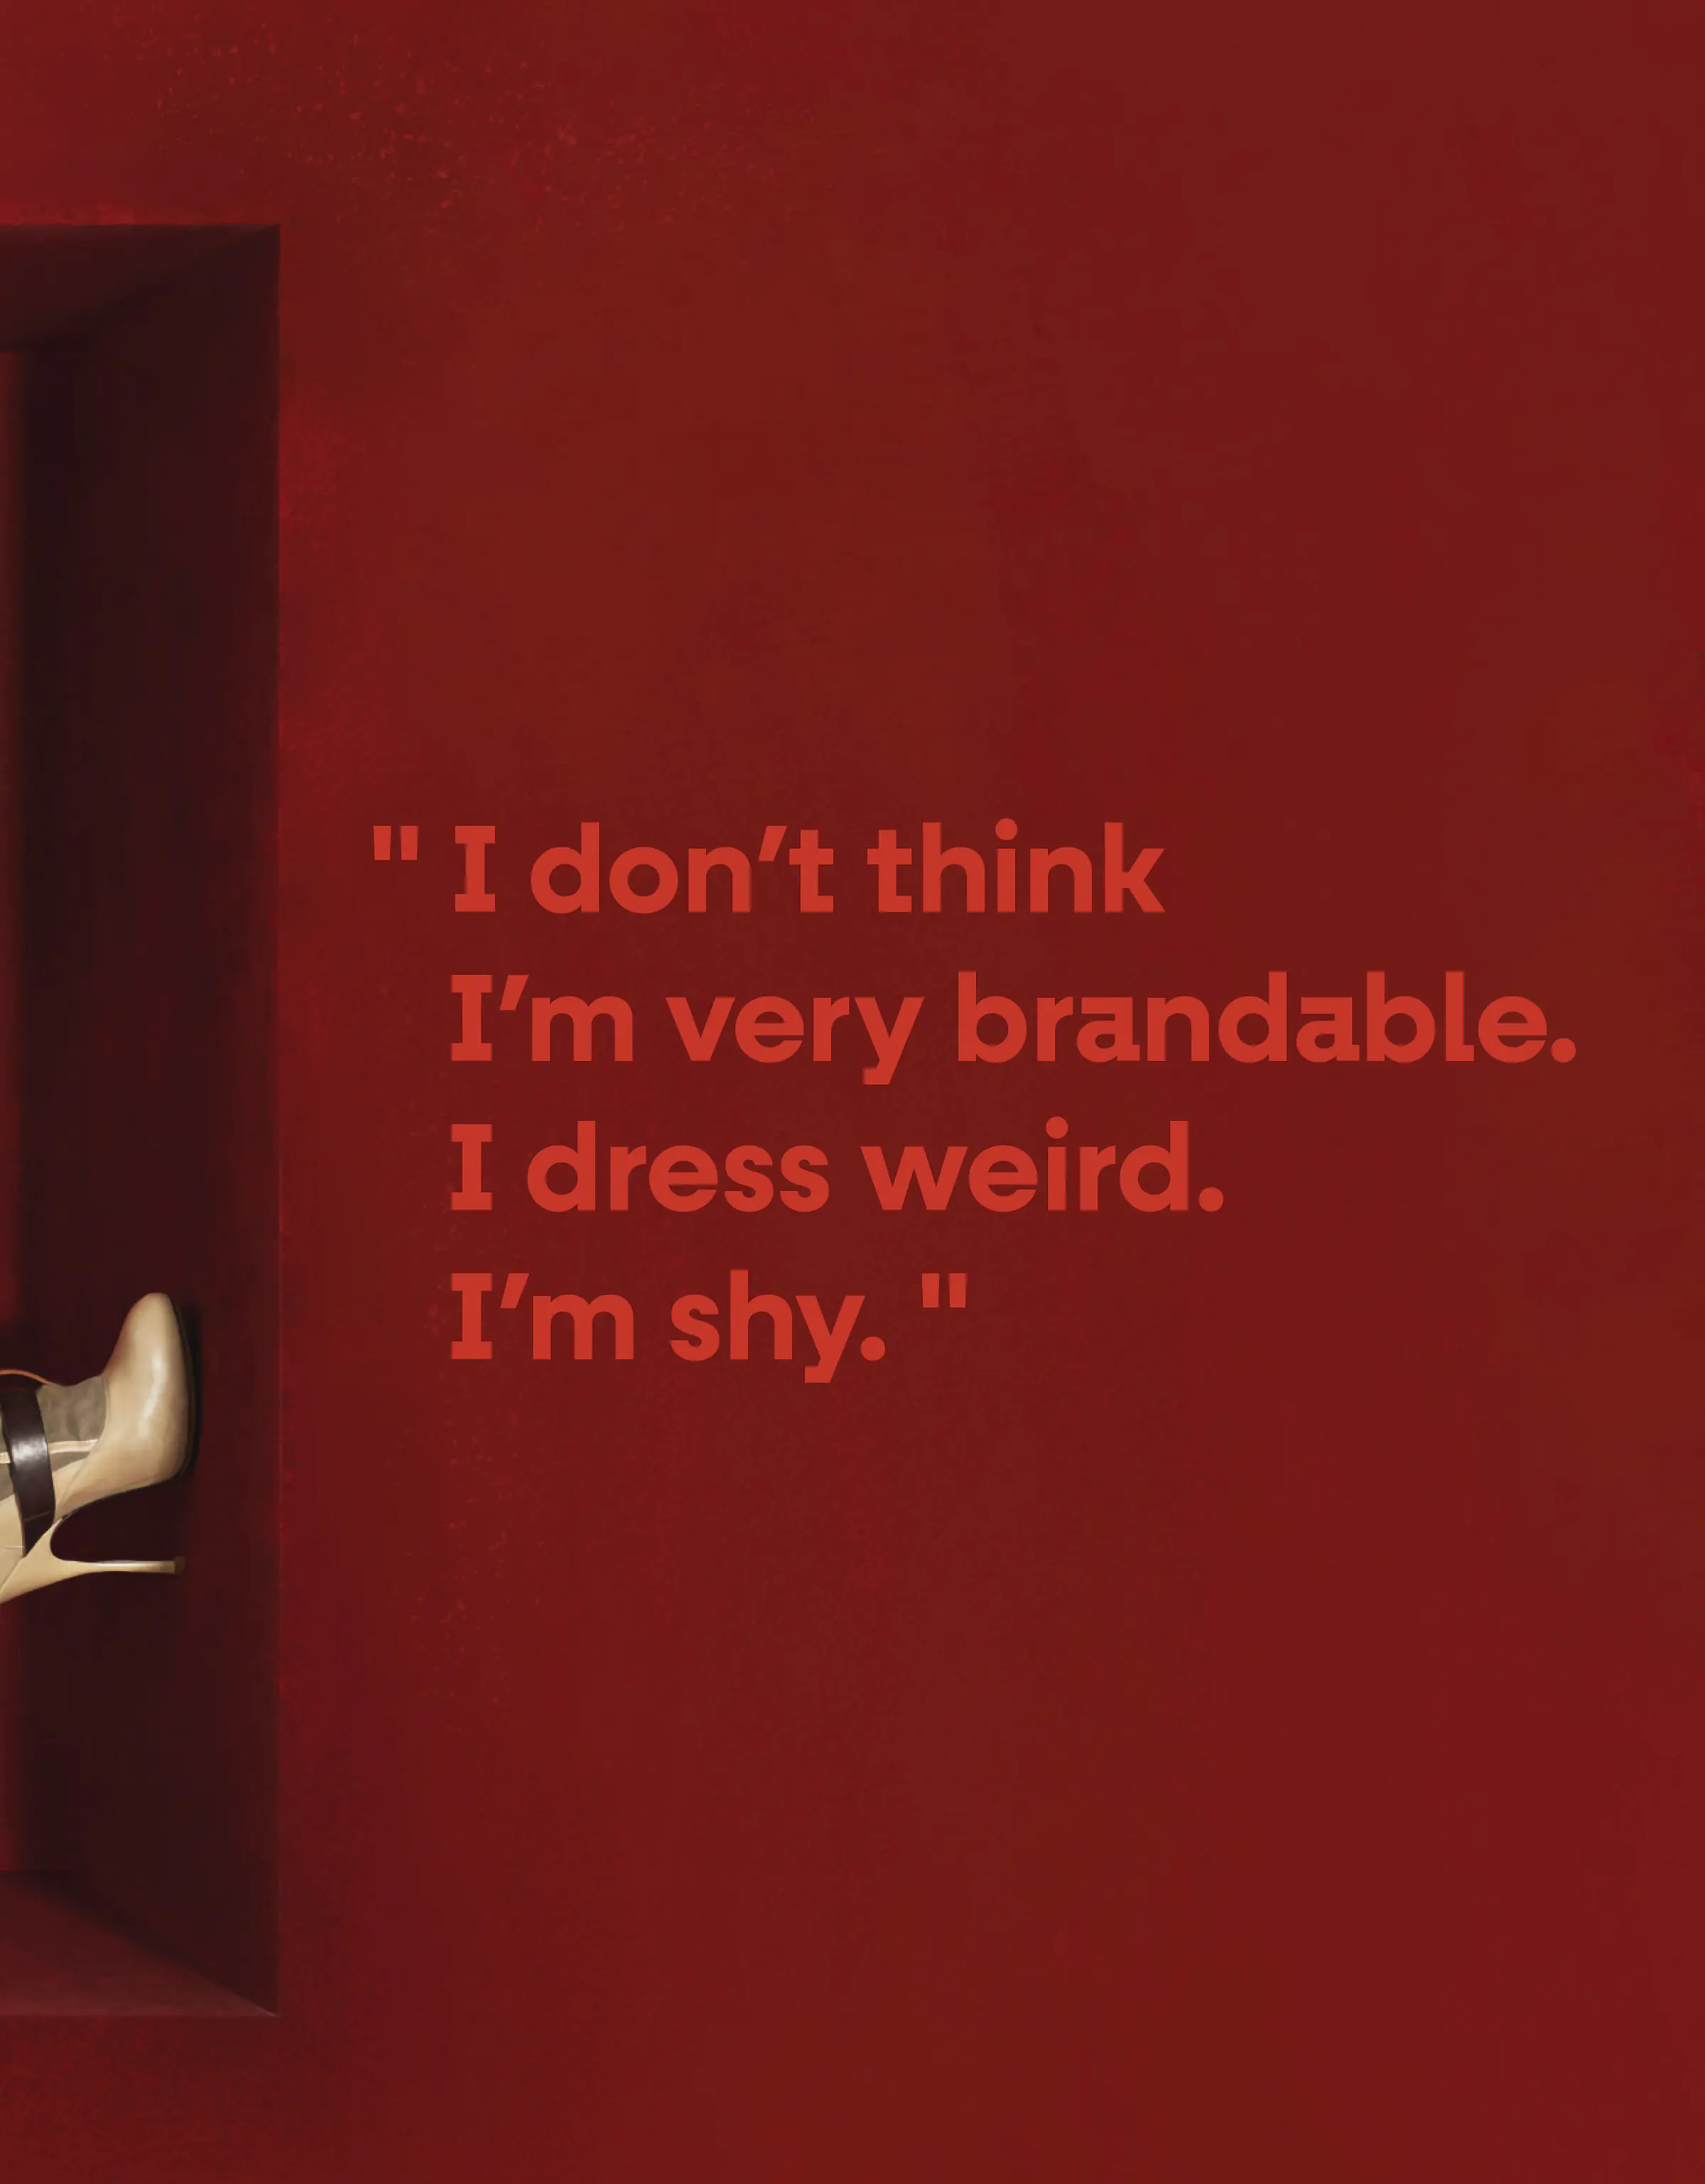 " I don’t think
I’m very brandable.
I dress weird.
I’m shy. "